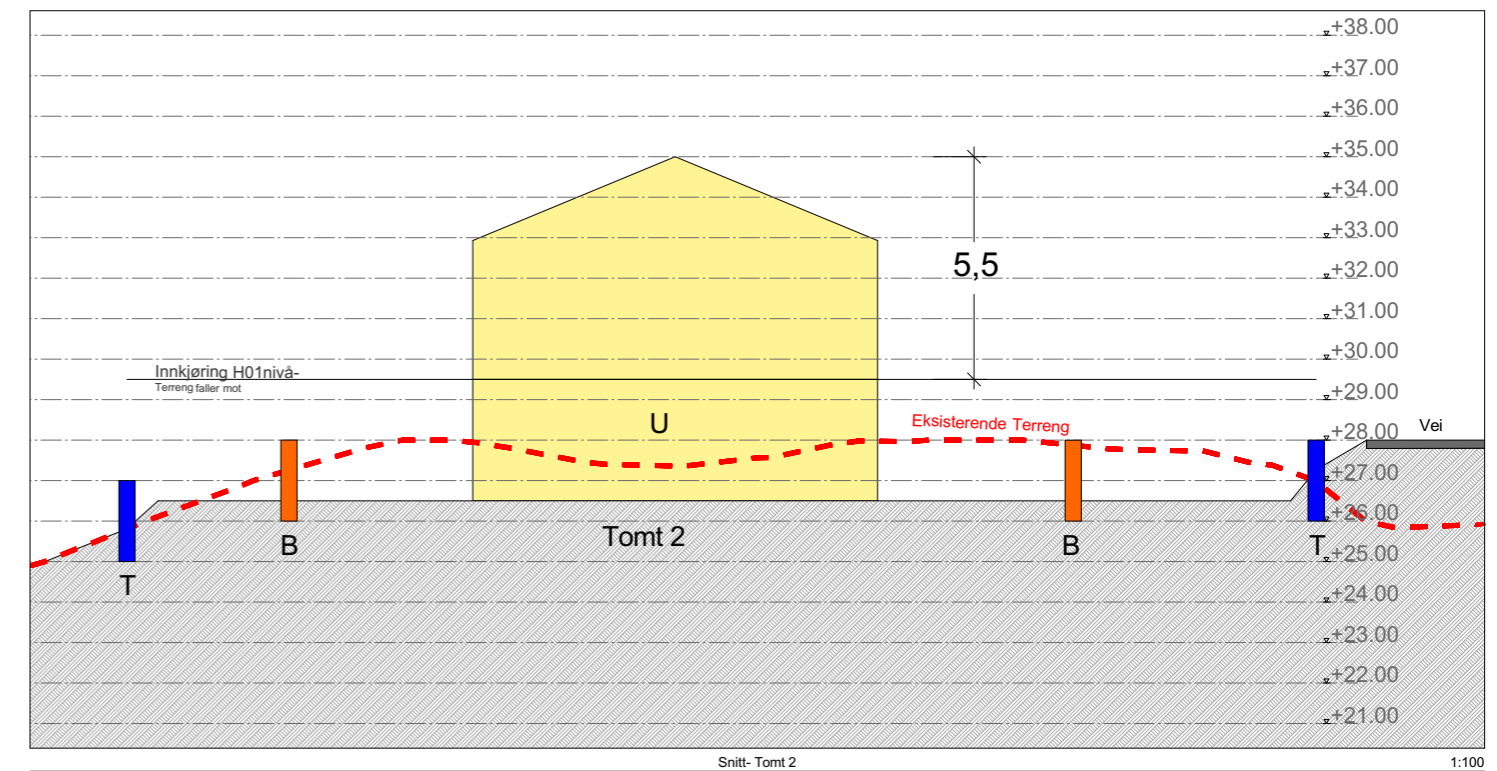 +38.00
+37.00
+36.00
+35.00
+34.00
+33.00
5,5
+32.00
+31.00
+30.00
Innkjøring H01nivå-
Terreng faller mot
+29.00
U
Eksisterende Terreng
+28.00
Vei
+27.00
+26.00
Tomt 2
B
B
T
+25.00
T
+24.00
+23.00
+22.00
+21.00
Snitt- Tomt 2
1:100